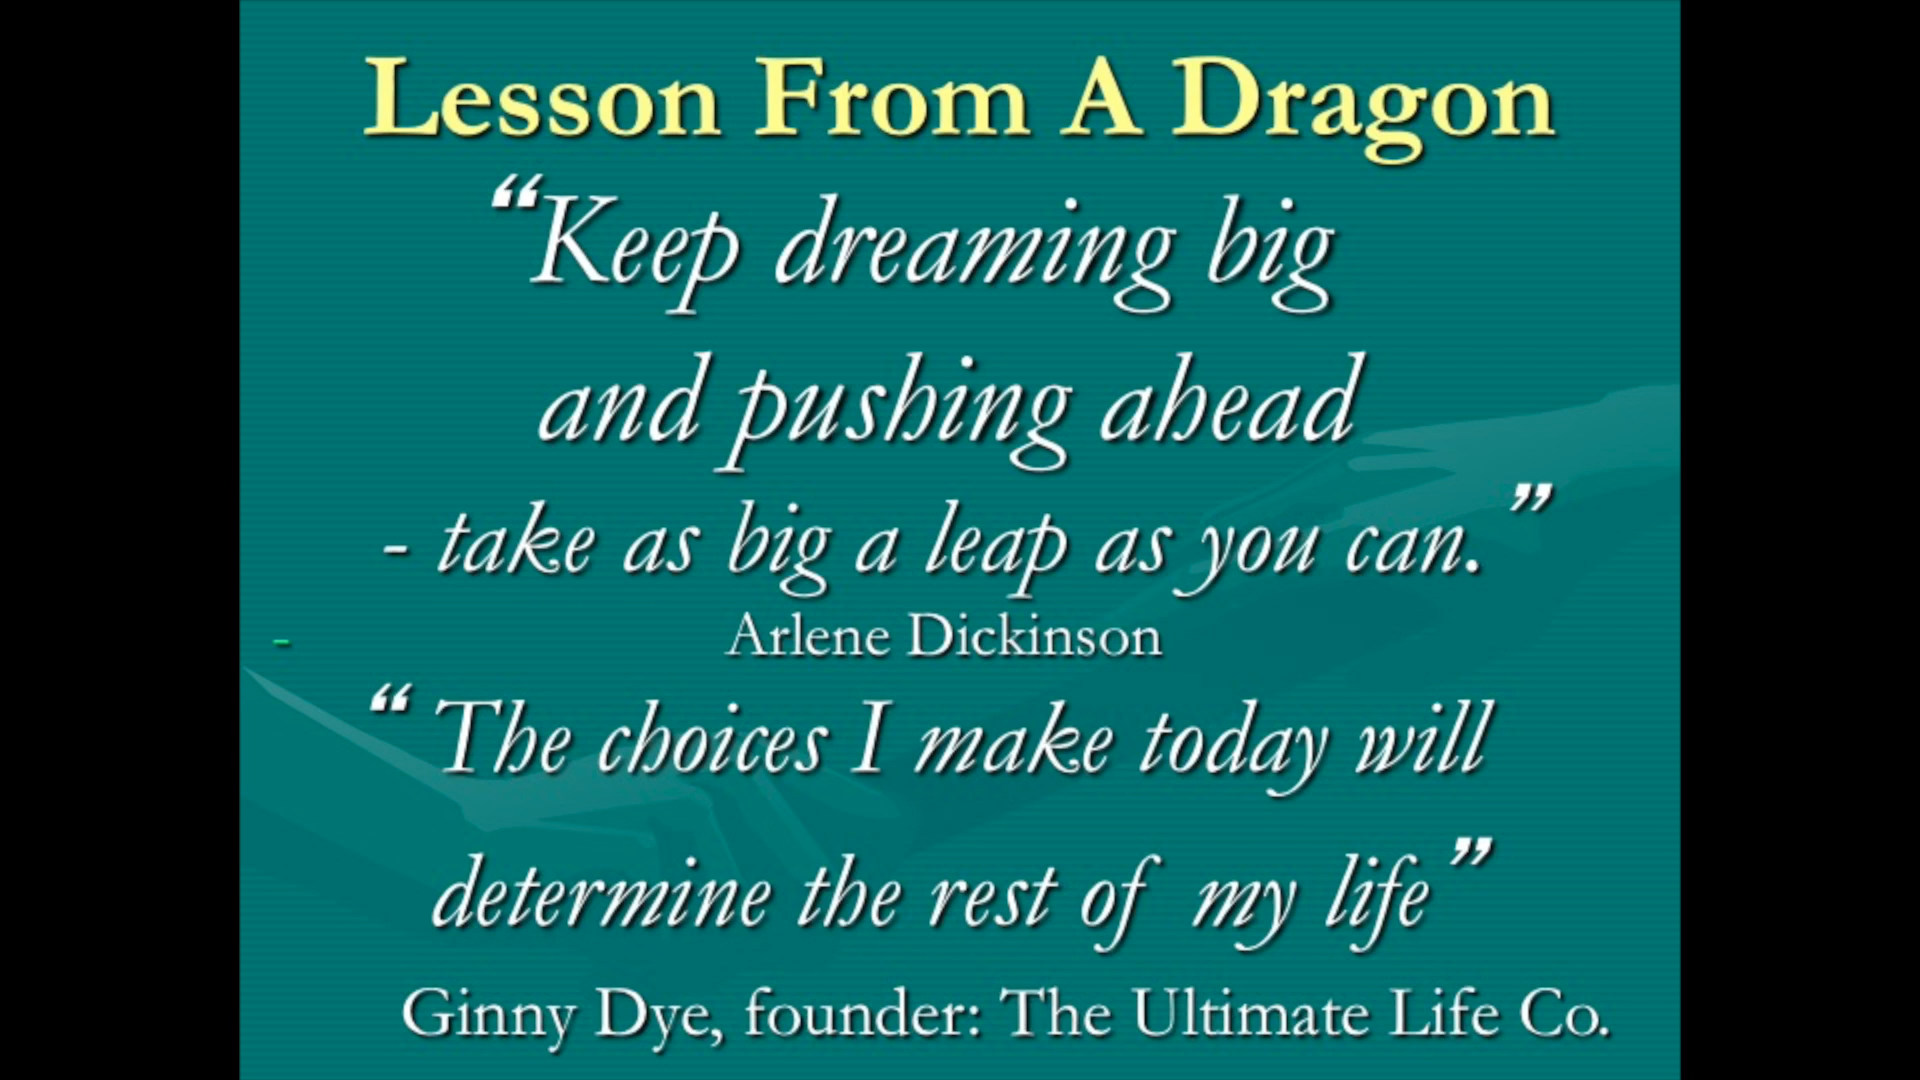 Lesson From A Dragon
“Keep dreaming big
and pushing ahead
- take as big a leap as you can.”
- Arlene Dickinson
“ The choices I make today will
determine the rest of my life”
Ginny Dye, founder: The Ultimate Life Co.